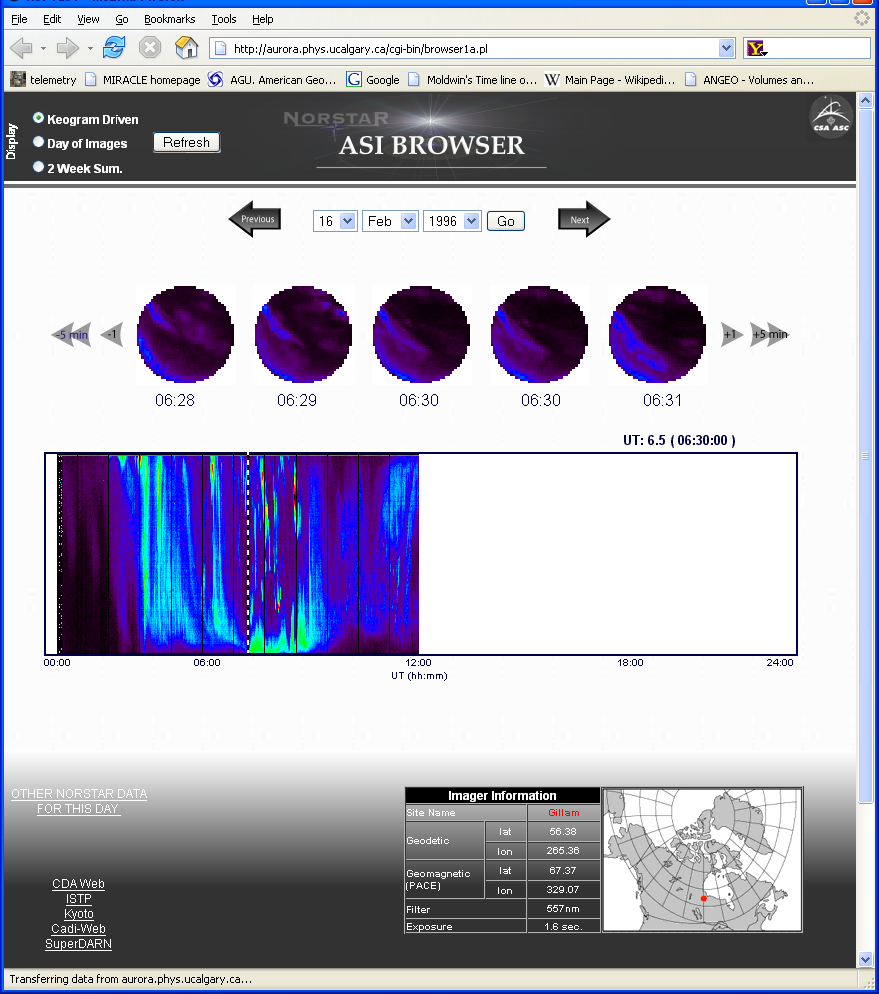 File Edit View Go Bookmarks Tools Help
http://aurora.phys.ucalgary.ca/cgi-bin/browser1a.pl
telemetry MIRACLE homepage AGU. American Geo... Google Moldwin's Time line o... Main Page - Wikipedi... ANGEO - Volumes an...
Display
Keogram Driven
Day of Images
2 Week Sum.
Refresh
NORSTAR
ASI BROWSER
CSA ASC
Previous 16 Feb 1996 Go Next
-5 min -1 +1 +5 min
06:28 06:29 06:30 06:30 06:31
UT: 6.5 ( 06:30:00 )
00:00 06:00 12:00 18:00 24:00
UT (hh:mm)
OTHER NORSTAR DATA
FOR THIS DAY
CDA Web
ISTP
Kyoto
Cadi-Web
SuperDARN
Imager Information
Site Name Gillam
Geodetic lat 56.38
lon 265.36
Geomagnetic
(PACE) lat 67.37
lon 329.07
Filter 557nm
Exposure 1.6 sec.
Transferring data from aurora.phys.ucalgary.ca...